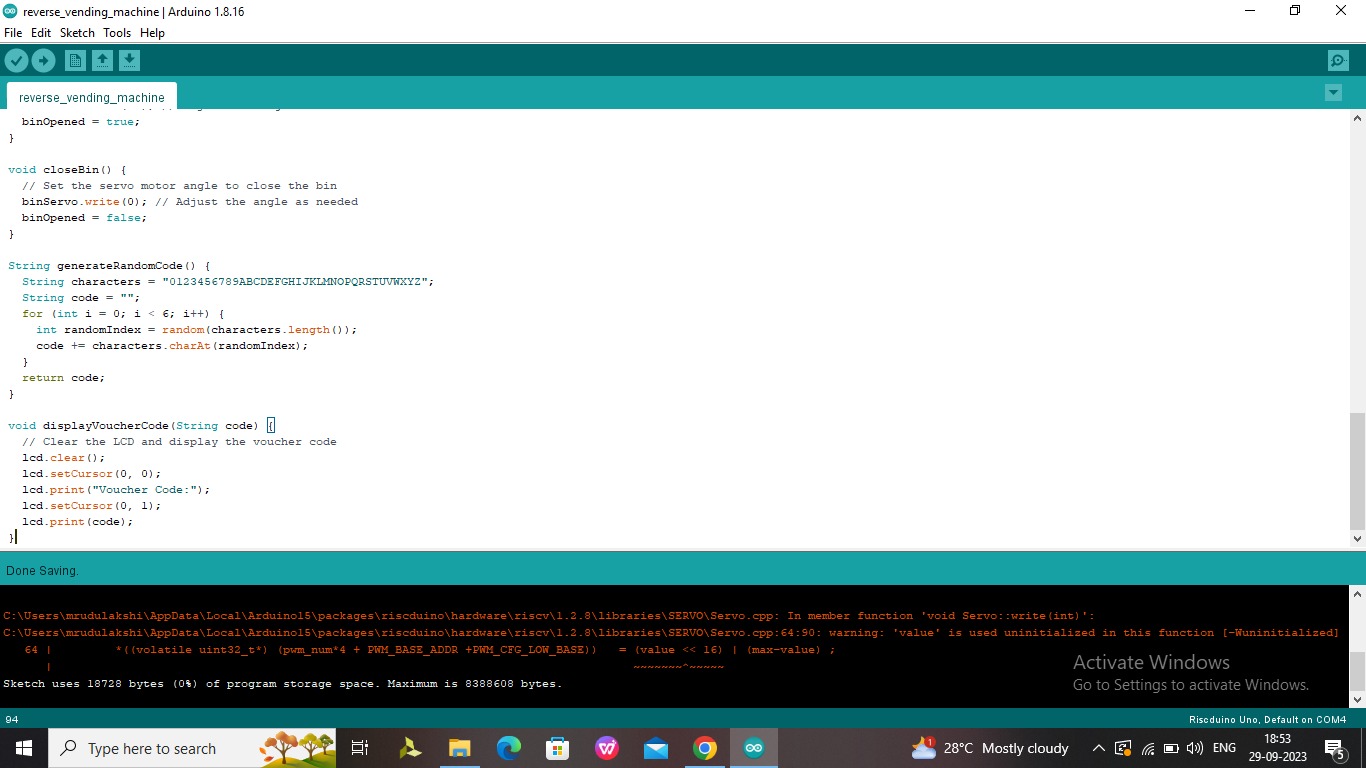 reverse_vending_machine | Arduino 1.8.16
File Edit Sketch Tools Help
reverse_vending_machine
binOpened = true;
}
void closeBin() {
// Set the servo motor angle to close the bin
binServo.write(0); // Adjust the angle as needed
binOpened = false;
}
String generateRandomCode() {
String characters = "0123456789ABCDEFGHIJKLMNOPQRSTUVWXYZ";
String code = "";
for (int i = 0; i < 6; i++) {
int randomIndex = random(characters.length());
code += characters.charAt(randomIndex);
}
return code;
}
void displayVoucherCode(String code) {
// Clear the LCD and display the voucher code
lcd.clear();
lcd.setCursor(0, 0);
lcd.print("Voucher Code:");
lcd.setCursor(0, 1);
lcd.print(code);
}
Done Saving.
C:\Users\mrudulakshi\AppData\Local\Arduino15\packages\riscduino\hardware\riscv\1.2.8\libraries\SERVO\Servo.cpp: In member function 'void Servo::write(int)':
C:\Users\mrudulakshi\AppData\Local\Arduino15\packages\riscduino\hardware\riscv\1.2.8\libraries\SERVO\Servo.cpp:64:90: warning: 'value' is used uninitialized in this function [-Wuninitialized]
64 | *((volatile uint32_t*) (pwm_num*4 + PWM_BASE_ADDR +PWM_CFG_LOW_BASE)) = (value << 16) | (max-value) ;
| ~~~~~~~^~~~~~
Sketch uses 18728 bytes (0%) of program storage space. Maximum is 8388608 bytes.
Activate Windows
Go to Settings to activate Windows.
94
Riscduino Uno, Default on COM4
Type here to search
1
28°C Mostly cloudy
ENG
18:53
29-09-2023
5